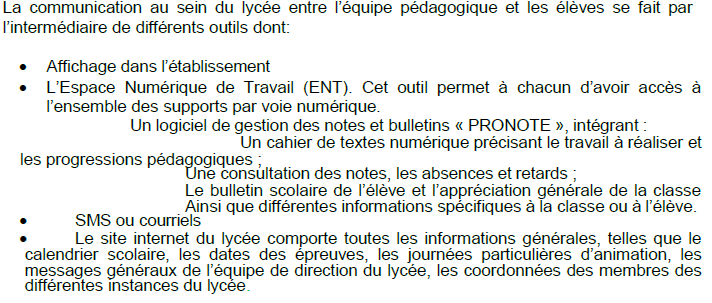 La communication au sein du lycée entre l'équipe pédagogique et les élèves se fait par
l'intermédiaire de différents outils dont:
• Affichage dans l'établissement
• L'Espace Numérique de Travail (ENT). Cet outil permet à chacun d'avoir accès à
l'ensemble des supports par voie numérique.
Un logiciel de gestion des notes et bulletins « PRONOTE », intégrant :
Un cahier de textes numérique précisant le travail à réaliser et
les progressions pédagogiques ;
Une consultation des notes, les absences et retards ;
Le bulletin scolaire de l'élève et l'appréciation générale de la classe
Ainsi que différentes informations spécifiques à la classe ou à l'élève.
• SMS ou courriels
• Le site internet du lycée comporte toutes les informations générales, telles que le
calendrier scolaire, les dates des épreuves, les journées particulières d'animation, les
messages généraux de l'équipe de direction du lycée, les coordonnées des membres des
différentes instances du lycée.